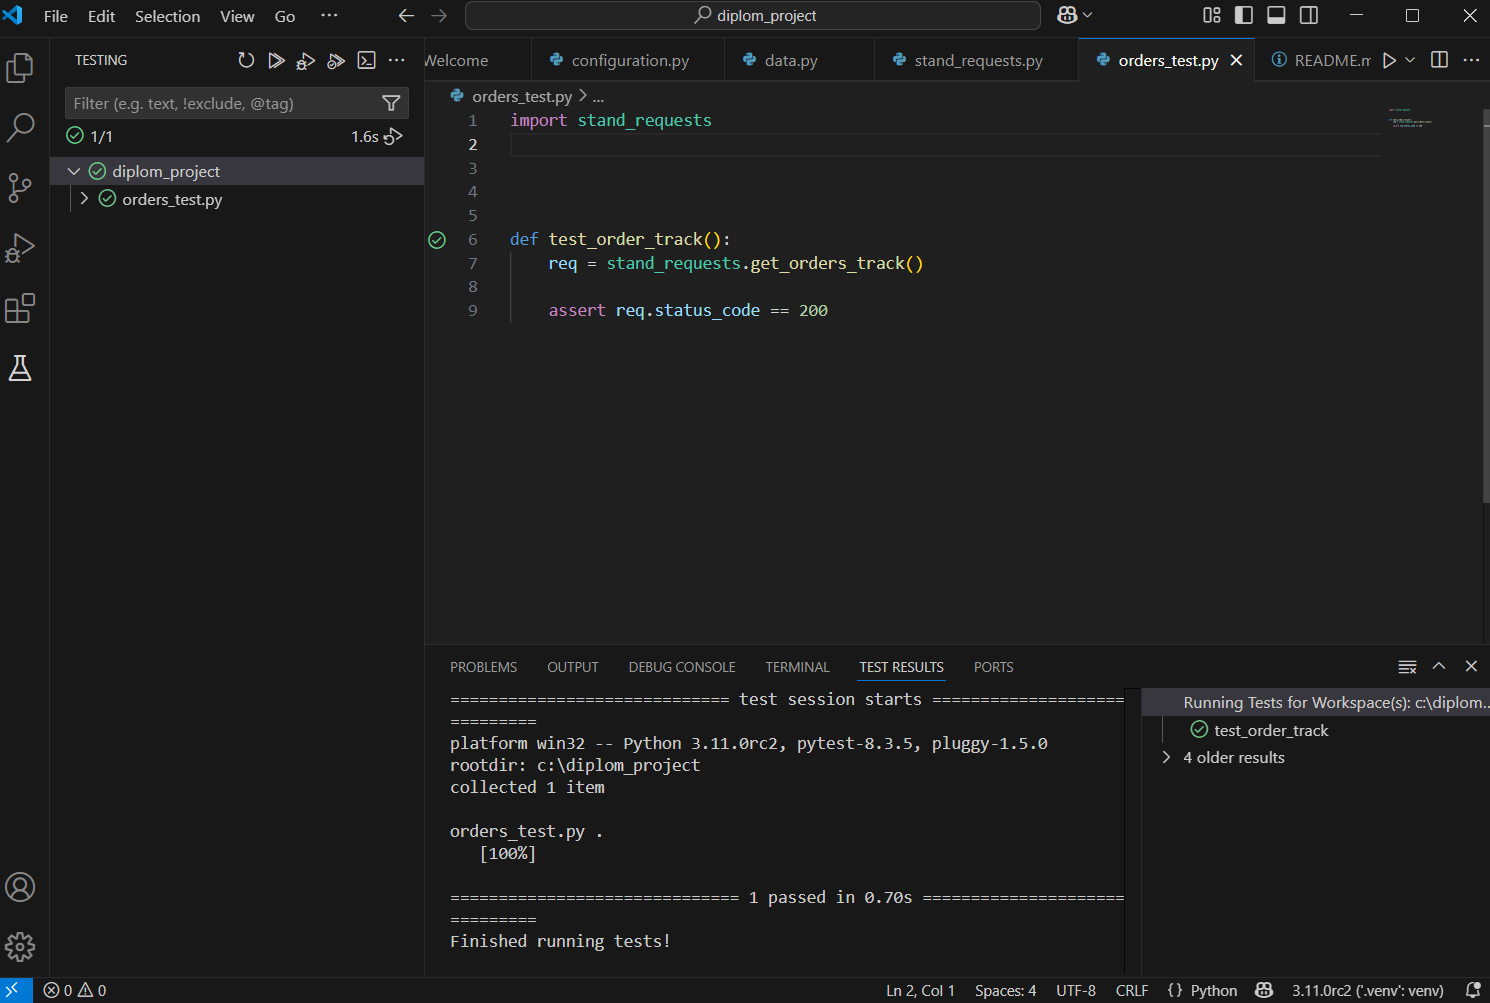 File Edit Selection View Go ··· diplom_project
TESTING
Filter (e.g. text, !exclude, @tag)
1/1 1.6s
diplom_project
orders_test.py
Welcome configuration.py data.py stand_requests.py orders_test.py README.m
orders_test.py > ...
1 import stand_requests
2
3
4
5
6 def test_order_track():
7 req = stand_requests.get_orders_track()
8
9 assert req.status_code == 200
PROBLEMS OUTPUT DEBUG CONSOLE TERMINAL TEST RESULTS PORTS
============================= test session starts ====================
=========
platform win32 -- Python 3.11.0rc2, pytest-8.3.5, pluggy-1.5.0
rootdir: c:\diplom_project
collected 1 item
orders_test.py .
[100%]
============================== 1 passed in 0.70s =====================
=========
Finished running tests!
Running Tests for Workspace(s): c:\diplom...
test_order_track
4 older results
0 0 Ln 2, Col 1 Spaces: 4 UTF-8 CRLF {} Python 3.11.0rc2 ('.venv': venv)